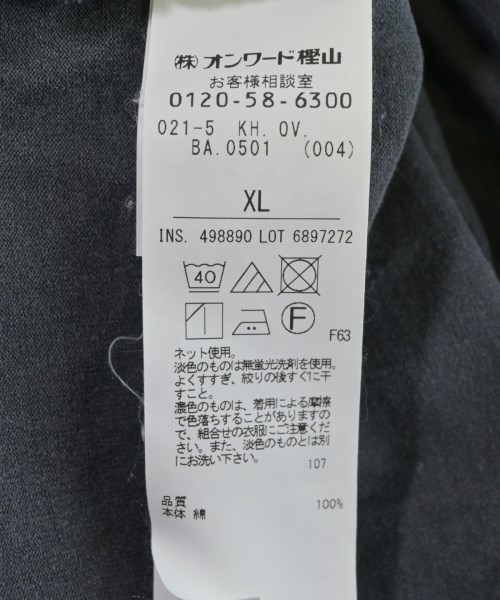 (株)オンワード樫山
お客様相談室
0120-58-6300
021-5 KH.OV.
BA.0501 (004)
XL
INS. 498890 LOT 6897272
40
F
F63
ネット使用。
淡色のものは無蛍光洗剤を使用。
よくすすぎ、絞りの後すぐに干
すこと。
濃色のものは、着用による摩擦
で色落ちすることがありますの
で、組合せの衣服にご注意くだ
さい。また、淡色のものとは別
にお洗い下さい。
107
品質
本体 綿 100%